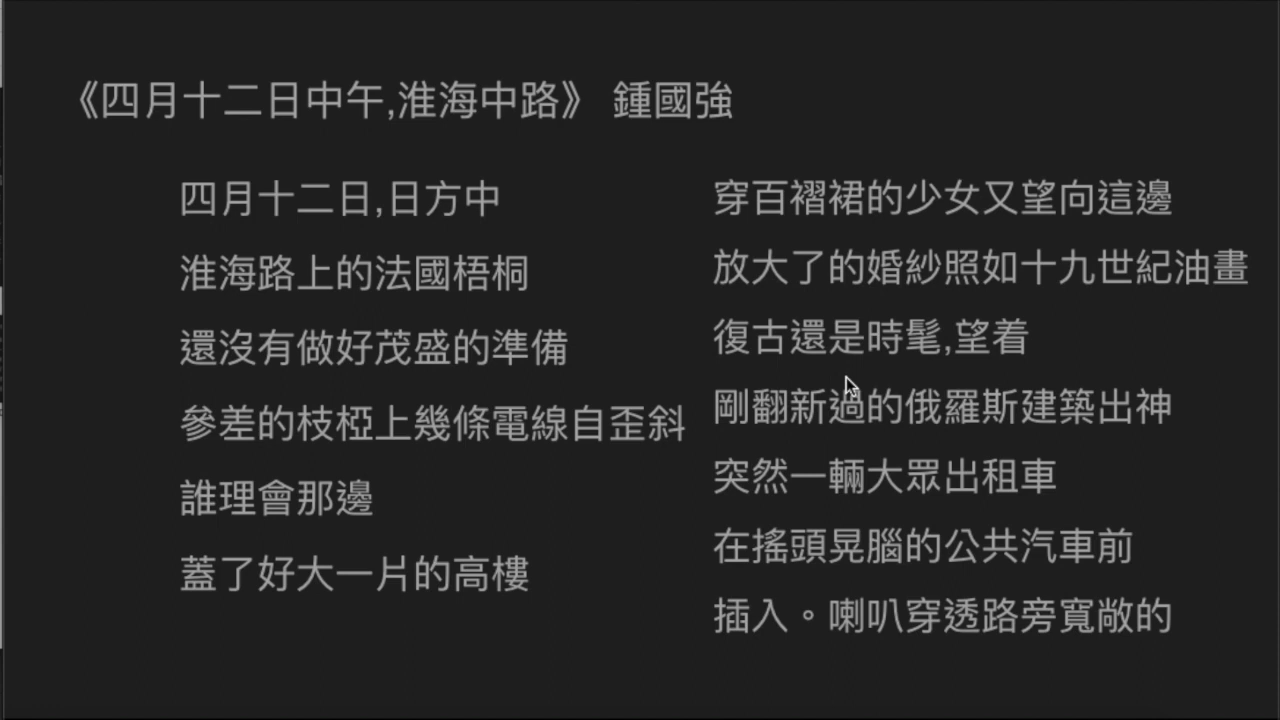 《四月十二日中午,淮海中路》 鍾國強
四月十二日,日方中
淮海路上的法國梧桐
還沒有做好茂盛的準備
參差的枝椏上幾條電線自歪斜
誰理會那邊
蓋了好大一片的高樓
穿百褶裙的少女又望向這邊
放大了的婚紗照如十九世紀油畫
復古還是時髦,望着
剛翻新過的俄羅斯建築出神
突然一輛大眾出租車
在搖頭晃腦的公共汽車前
插入。喇叭穿透路旁寬敞的